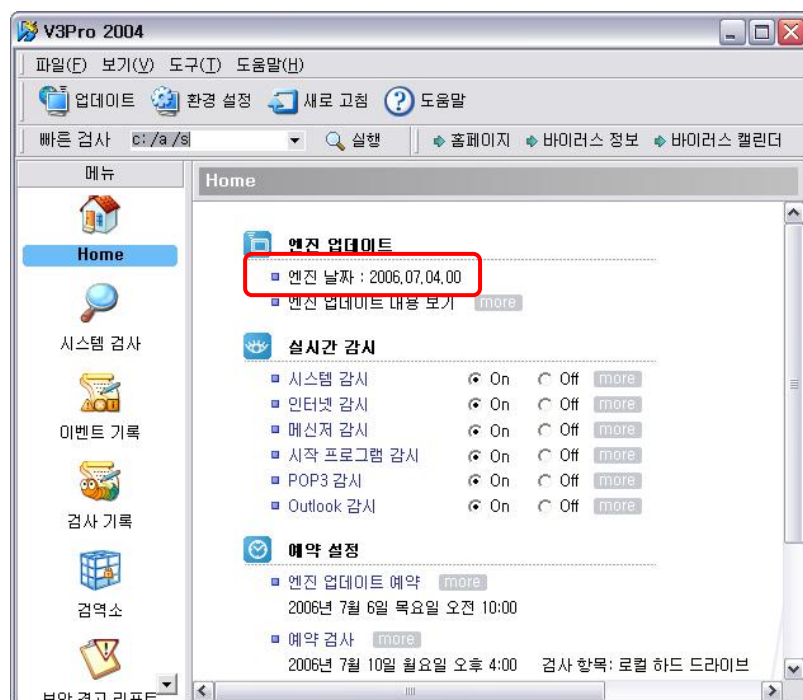 V3Pro 2004
파일(F) 보기(V) 도구(T) 도움말(H)
업데이트 환경 설정 새로 고침 도움말
빠른 검사 c:/a /s 실행 홈페이지 바이러스 정보 바이러스 캘린더
메뉴
Home
시스템 검사
이벤트 기록
검사 기록
검역소
보안 경고 리포트
Home
엔진 업데이트
엔진 날짜 : 2006.07.04.00
엔진 업데이트 내용 보기 more
실시간 감시
시스템 감시 On Off more
인터넷 감시 On Off more
메신저 감시 On Off more
시작 프로그램 감시 On Off more
POP3 감시 On Off more
Outlook 감시 On Off more
예약 설정
엔진 업데이트 예약 more
2006년 7월 6일 목요일 오전 10:00
예약 검사 more
2006년 7월 10일 월요일 오후 4:00 검사 항목: 로컬 하드 드라이브